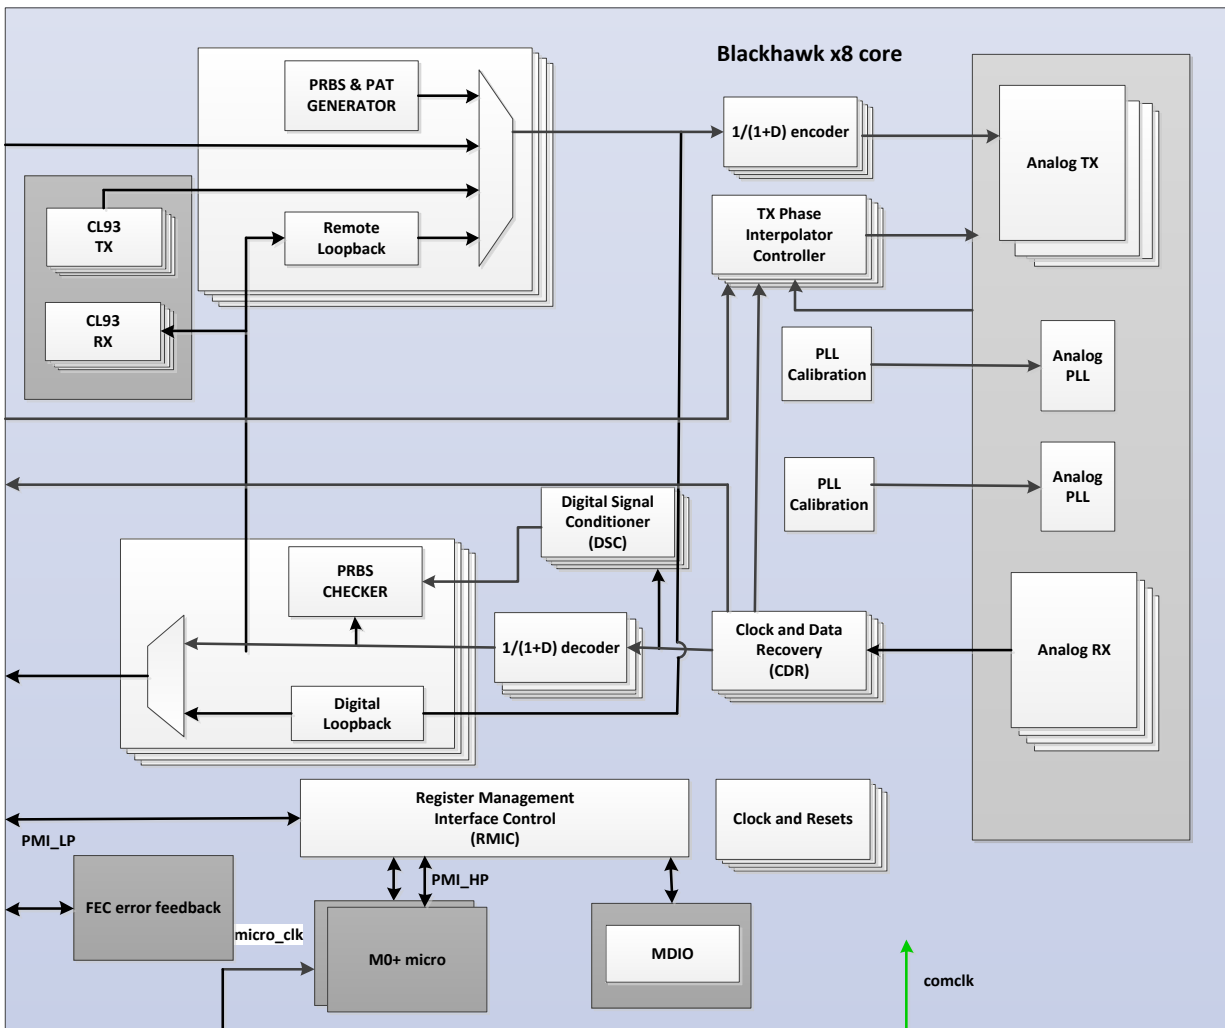 Blackhawk x8 core
PRBS & PAT
GENERATOR
1/(1+D) encoder
Analog TX
CL93
TX
Remote
Loopback
TX Phase
Interpolator
Controller
CL93
RX
PLL
Calibration
Analog
PLL
PLL
Calibration
Analog
PLL
Digital Signal
Conditioner
(DSC)
PRBS
CHECKER
1/(1+D) decoder
Clock and Data
Recovery
(CDR)
Analog RX
Digital
Loopback
Register Management
Interface Control
(RMIC)
Clock and Resets
PMI_LP
PMI_HP
FEC error feedback
micro_clk
M0+ micro
MDIO
comclk